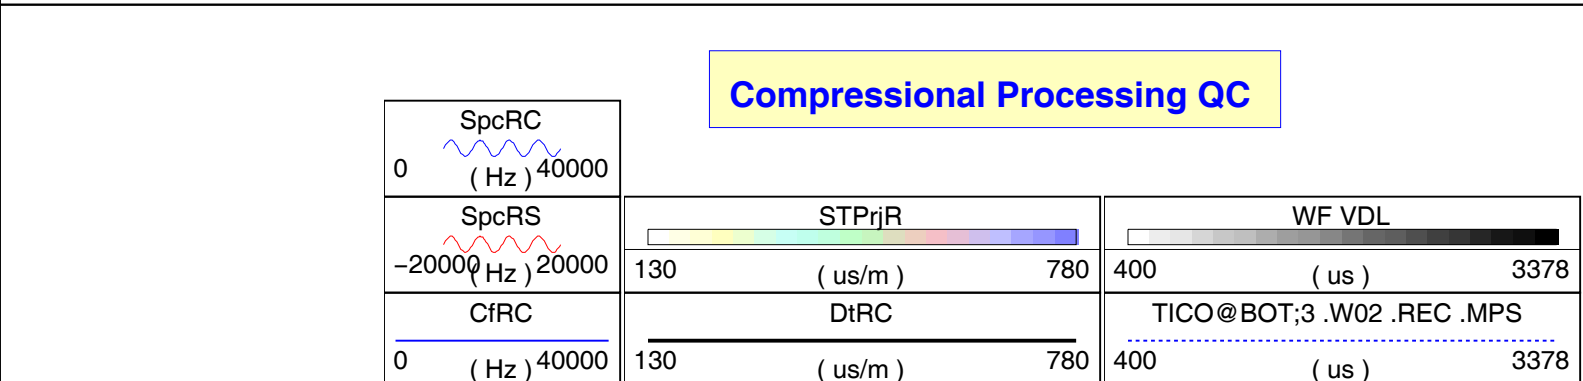 Compressional Processing QC
SpcRC
0 ( Hz ) 40000
SpcRS
−20000 ( Hz ) 20000
STPrjR
130 ( us/m ) 780
WF VDL
400 ( us ) 3378
CfRC
0 ( Hz ) 40000
DtRC
130 ( us/m ) 780
TICO@BOT;3 .W02 .REC .MPS
400 ( us ) 3378